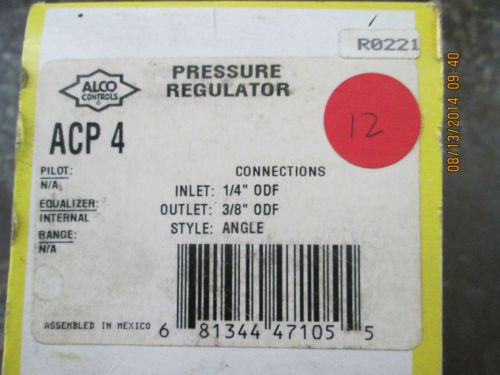 R0221
ALCO
CONTROLS
PRESSURE
REGULATOR
ACP 4
12
PILOT:
N/A
EQUALIZER:
INTERNAL
RANGE:
N/A
CONNECTIONS
INLET: 1/4" ODF
OUTLET: 3/8" ODF
STYLE: ANGLE
ASSEMBLED IN MEXICO
6 81344 47105 5
08/13/2014 09:40